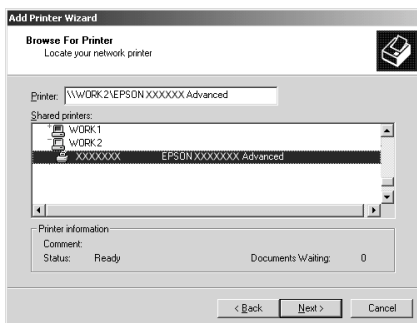 Add Printer Wizard
Browse For Printer
Locate your network printer
Printer: \\WORK2\EPSON XXXXXX Advanced
Shared printers:
WORK1
WORK2
XXXXXXX EPSON XXXXXXX Advanced
Printer information
Comment:
Status: Ready Documents Waiting: 0
< Back Next > Cancel